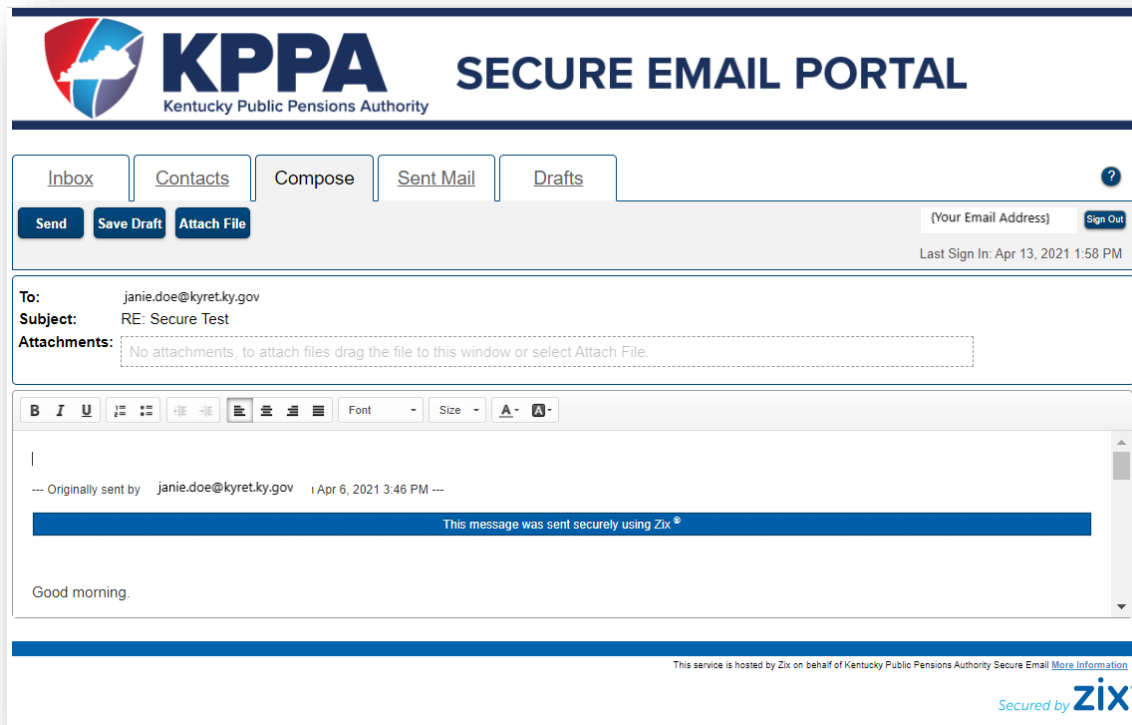 KPPA
Kentucky Public Pensions Authority
SECURE EMAIL PORTAL
Inbox Contacts Compose Sent Mail Drafts ?
Send Save Draft Attach File {Your Email Address} Sign Out
Last Sign In: Apr 13, 2021 1:58 PM
To: janie.doe@kyret.ky.gov
Subject: RE: Secure Test
Attachments: No attachments, to attach files drag the file to this window or select Attach File.
B I U Font Size A A
--- Originally sent by janie.doe@kyret.ky.gov Apr 6, 2021 3:46 PM ---
This message was sent securely using Zix ®
Good morning.
This service is hosted by Zix on behalf of Kentucky Public Pensions Authority Secure Email More Information
Secured by zix